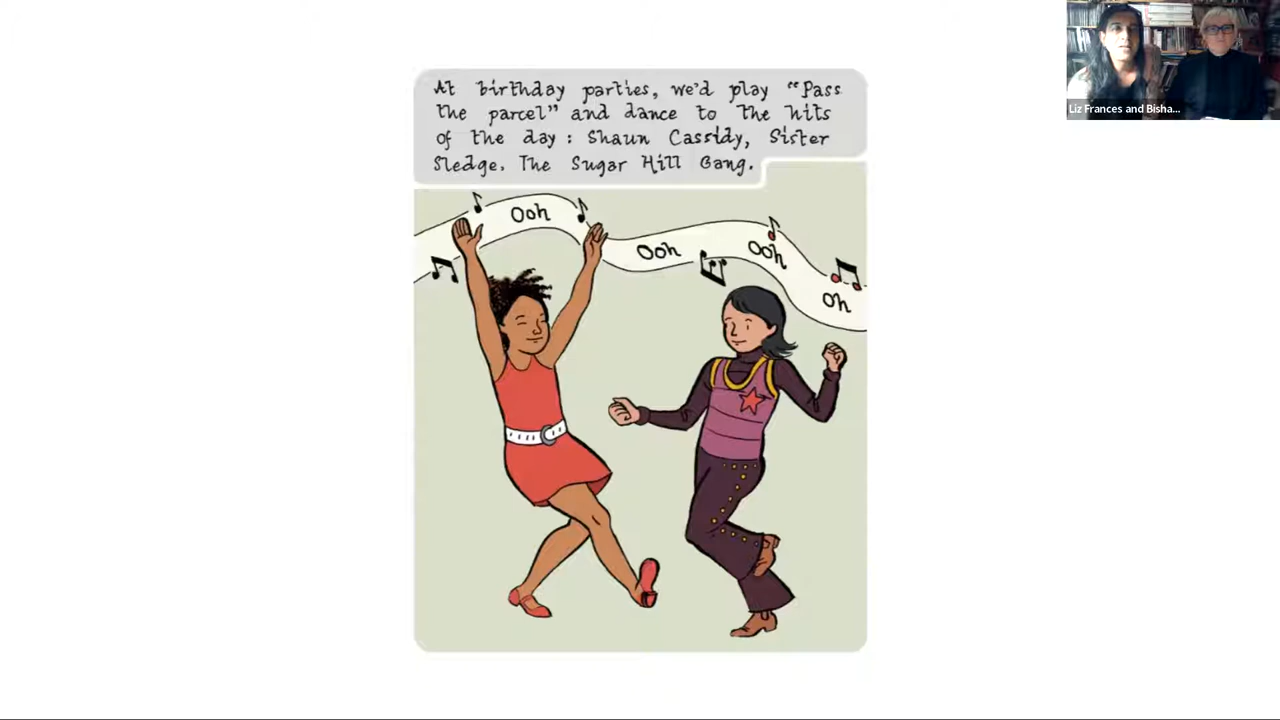 At birthday parties, we'd play "Pass
the parcel" and dance to the hits
of the day: Shaun Cassidy, Sister
Sledge. The Sugar Hill Gang.
Ooh
Ooh
Ooh
Oh
Liz Frances and Bisha...